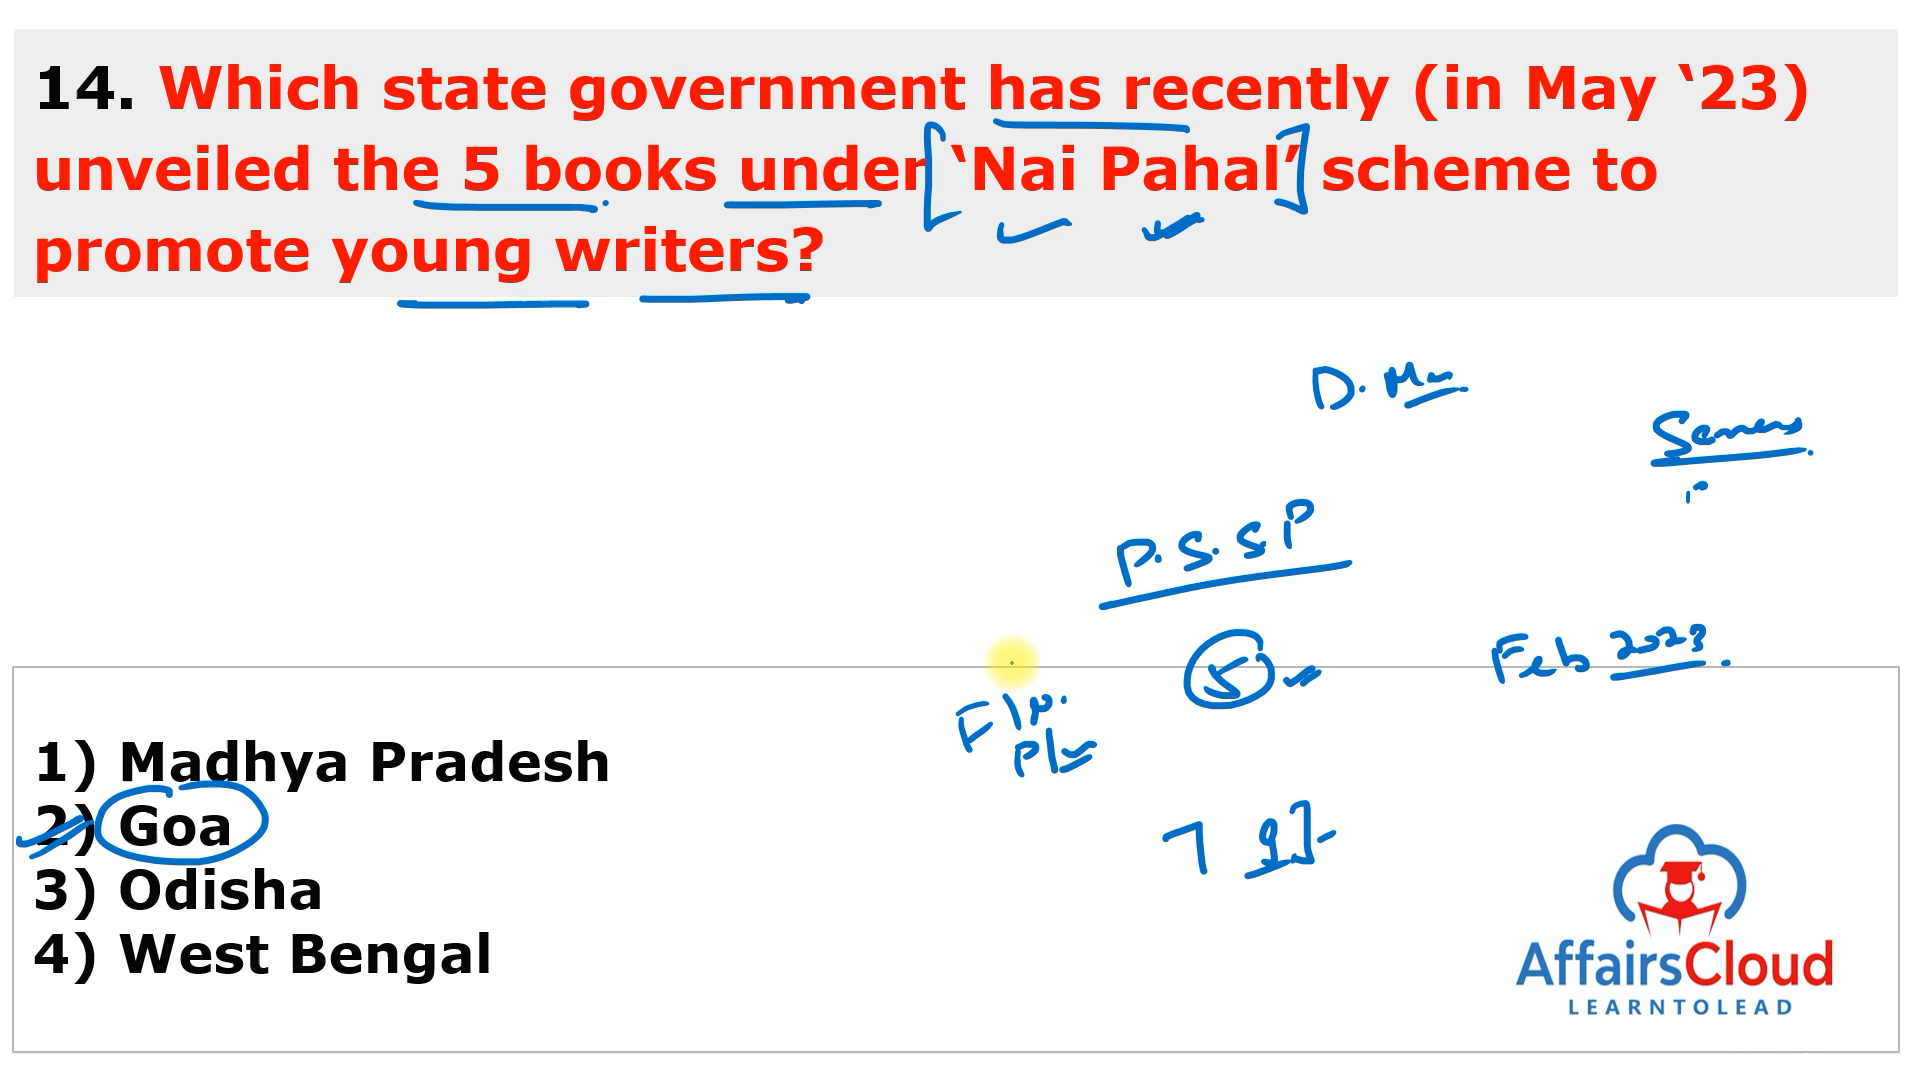 14. Which state government has recently (in May ‘23)
unveiled the 5 books under ‘Nai Pahal’ scheme to
promote young writers?
D.
P.S.S.P
5
Feb 2023.
1) Madhya Pradesh
2) Goa
3) Odisha
4) West Bengal
AffairsCloud
LEARNTOLEAD